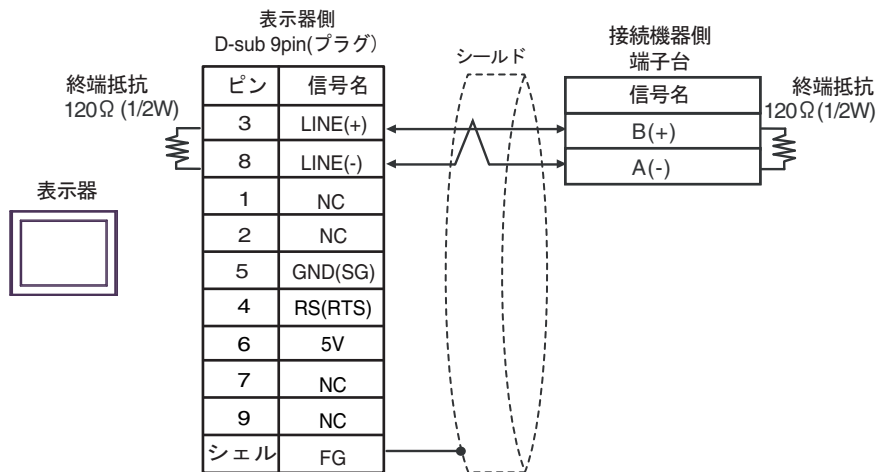 表示器側
D-sub 9pin(プラグ)
シールド
接続機器側
端子台
終端抵抗
120Ω (1/2W)
ピン 信号名
信号名
終端抵抗
120Ω(1/2W)
3 LINE(+)
B(+)
8 LINE(-)
A(-)
表示器
1 NC
2 NC
5 GND(SG)
4 RS(RTS)
6 5V
7 NC
9 NC
シェル FG